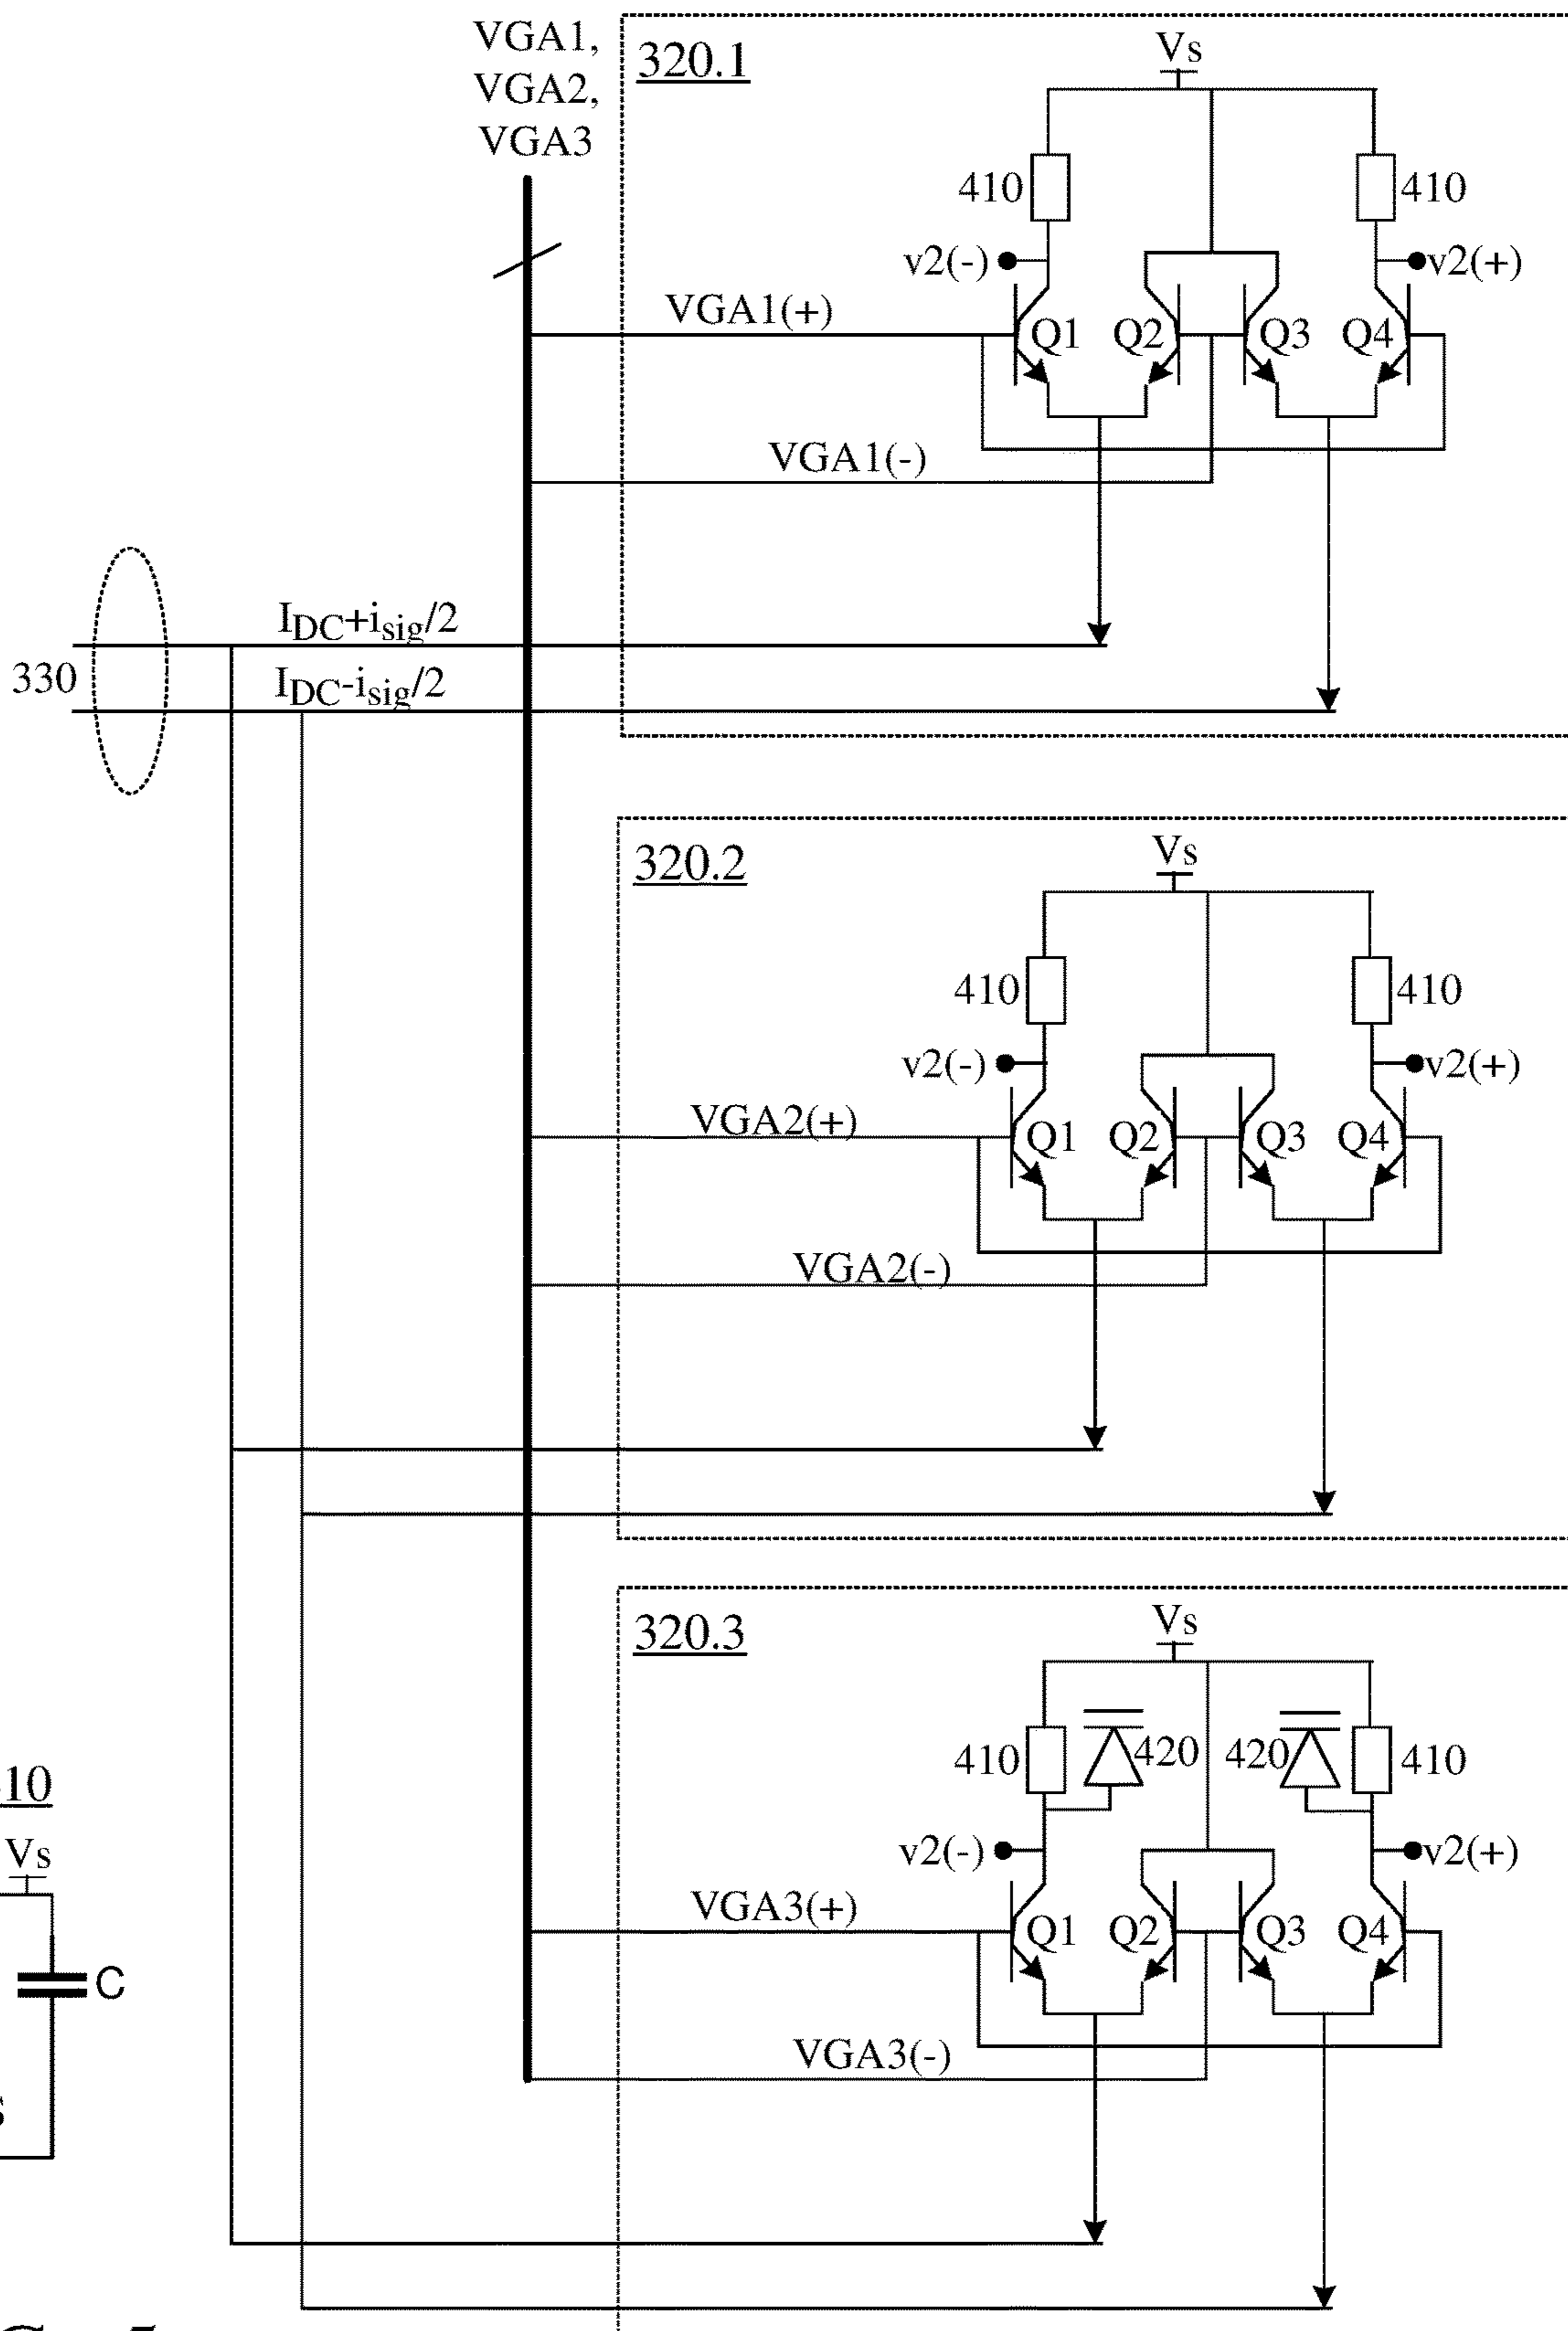 VGA1,
VGA2,
VGA3
320.1
Vs
410
410
v2(-)
v2(+)
VGA1(+)
Q1
Q2
Q3
Q4
VGA1(-)
330
IDC+isig/2
IDC-isig/2
320.2
Vs
410
410
v2(-)
v2(+)
VGA2(+)
Q1
Q2
Q3
Q4
VGA2(-)
320.3
Vs
410
420
420
410
v2(-)
v2(+)
VGA3(+)
Q1
Q2
Q3
Q4
VGA3(-)
10
Vs
C